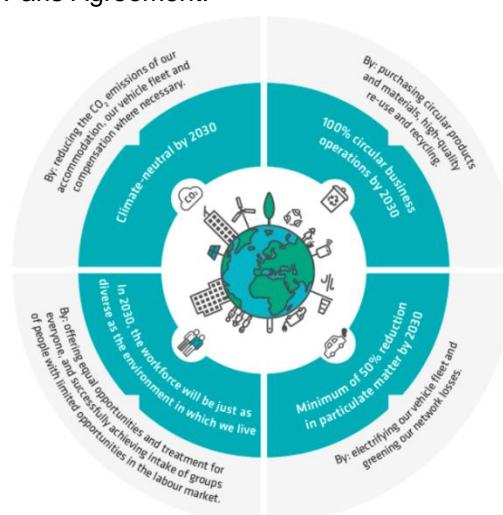 Paris Agreement.
By: reducing the CO₂ emissions of our
accommodation, our vehicle fleet and
compensation where necessary.
Climate-neutral by 2030
CO₂
By: purchasing circular products
and materials, high-quality
re-use and recycling.
100% circular business
operations by 2030
In 2030, the workforce will be just as
diverse as the environment in which we live
By: offering equal opportunities and treatment for
everyone, and successfully achieving intake of groups
of people with limited opportunities in the labour market.
Minimum of 50% reduction
in particulate matter by 2030
By: electrifying our vehicle fleet and
greening our network losses.